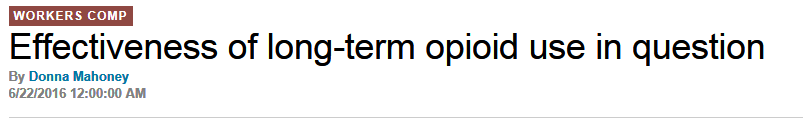 WORKERS COMP
Effectiveness of long-term opioid use in question
By Donna Mahoney
6/22/2016 12:00:00 AM